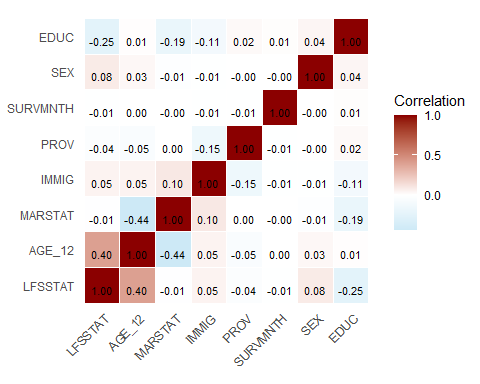 EDUC -0.25 0.01 -0.19 -0.11 0.02 0.01 0.04 1.00
SEX 0.08 0.03 -0.01 -0.01 -0.00 -0.00 1.00 0.04
SURVMNTH -0.01 0.00 -0.00 -0.01 -0.01 1.00 -0.00 0.01
PROV -0.04 -0.05 0.00 -0.15 1.00 -0.01 -0.00 0.02
IMMIG 0.05 0.05 0.10 1.00 -0.15 -0.01 -0.01 -0.11
MARSTAT -0.01 -0.44 1.00 0.10 0.00 -0.00 -0.01 -0.19
AGE_12 0.40 1.00 -0.44 0.05 -0.05 0.00 0.03 0.01
LFSSTAT 1.00 0.40 -0.01 0.05 -0.04 -0.01 0.08 -0.25
LFSSTAT AGE_12 MARSTAT IMMIG PROV SURVMNTH SEX EDUC
Correlation
1.0
0.5
0.0